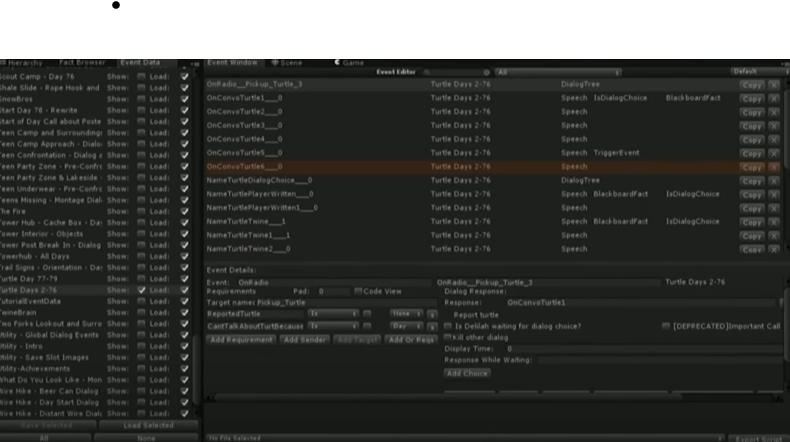 Hierarchy Fact Browser Event Data
Event Window Scene Game
Event Editor All Default
Scout Camp - Day 76 Show: Load:
Shale Slide - Rope Hook and Show: Load:
SnowBros Show: Load:
Start Day 78 - Rewrite Show: Load:
Start of Day Call about Poste Show: Load:
Teen Camp and Surrounding Show: Load:
Teen Camp Approach - Dialo Show: Load:
Teen Confrontation - Dialog Show: Load:
Teen Party Zone - Pre-Confr Show: Load:
Teen Party Zone & Lakeside Show: Load:
Teen Underwear - Pre-Confr Show: Load:
Teens Missing - Montage Dial Show: Load:
The Fire Show: Load:
Tower Hub - Cache Box - Da Show: Load:
Tower Interior - Objects Show: Load:
Tower Post Break In - Dialog Show: Load:
Towerhub - All Days Show: Load:
Trail Signs - Orientation - Da Show: Load:
Turtle Day 77-79 Show: Load:
Turtle Days 2-76 Show: Load:
TutorialEventData Show: Load:
TwineBrain Show: Load:
Two Forks Lookout and Surro Show: Load:
Utility - Global Dialog Events Show: Load:
Utility - Intro Show: Load:
Utility - Save Slot Images Show: Load:
Utility-Achievements Show: Load:
What Do You Look Like - Mon Show: Load:
Wire Hike - Beer Can Dialog Show: Load:
Wire Hike - Day Start Dialog Show: Load:
Wire Hike - Distant Wire Dialo Show: Load:
Save Selected Load Selected
All None
OnRadio__Pickup_Turtle_3 Turtle Days 2-76 DialogTree Copy X
OnConvoTurtle1___0 Turtle Days 2-76 Speech IsDialogChoice BlackboardFact Copy X
OnConvoTurtle2___0 Turtle Days 2-76 Speech Copy X
OnConvoTurtle3___0 Turtle Days 2-76 Speech Copy X
OnConvoTurtle4___0 Turtle Days 2-76 Speech Copy X
OnConvoTurtle5___0 Turtle Days 2-76 Speech TriggerEvent Copy X
OnConvoTurtle6___0 Turtle Days 2-76 Speech Copy X
NameTurtleDialogChoice___0 Turtle Days 2-76 DialogTree Copy X
NameTurtlePlayerWritten___0 Turtle Days 2-76 Speech BlackboardFact IsDialogChoice Copy X
NameTurtlePlayerWritten1___0 Turtle Days 2-76 Speech Copy X
NameTurtleTwine___1 Turtle Days 2-76 Speech BlackboardFact IsDialogChoice Copy X
NameTurtleTwine1___1 Turtle Days 2-76 Speech Copy X
NameTurtleTwine2___0 Turtle Days 2-76 Speech Copy X
Event Details:
Event: OnRadio OnRadio__Pickup_Turtle_3 Turtle Days 2-76
Requirements Pad: 0 Code View Dialog Response:
Target name: Pickup_Turtle Response: OnConvoTurtle1
ReportedTurtle Is None Report turtle
CantTalkAboutTurtBecause Is Day Is Delilah waiting for dialog choice? [DEPRECATED]Important Call
Add Requirement Add Sender Add Target Add Or Reqs Kill other dialog
Display Time: 0
Response While Waiting:
Add Choice
No File Selected Export Script